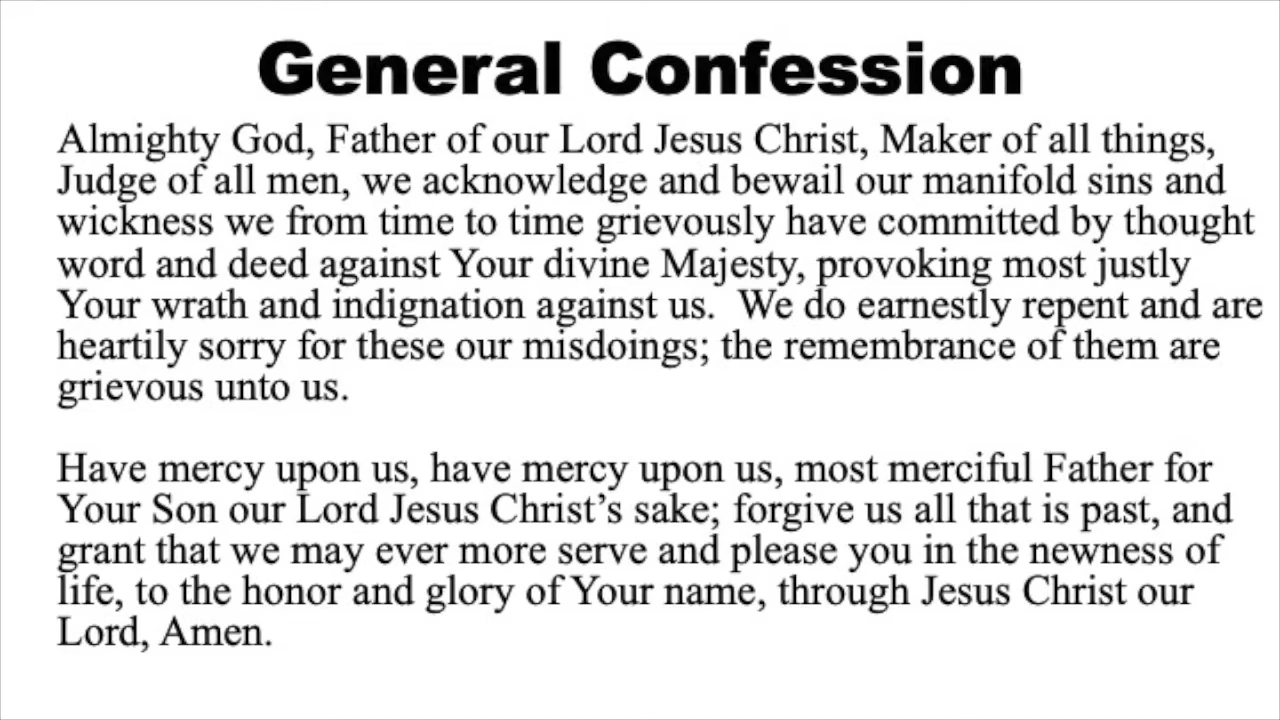 General Confession
Almighty God, Father of our Lord Jesus Christ, Maker of all things,
Judge of all men, we acknowledge and bewail our manifold sins and
wickness we from time to time grievously have committed by thought
word and deed against Your divine Majesty, provoking most justly
Your wrath and indignation against us.  We do earnestly repent and are
heartily sorry for these our misdoings; the remembrance of them are
grievous unto us.
Have mercy upon us, have mercy upon us, most merciful Father for
Your Son our Lord Jesus Christ’s sake; forgive us all that is past, and
grant that we may ever more serve and please you in the newness of
life, to the honor and glory of Your name, through Jesus Christ our
Lord, Amen.